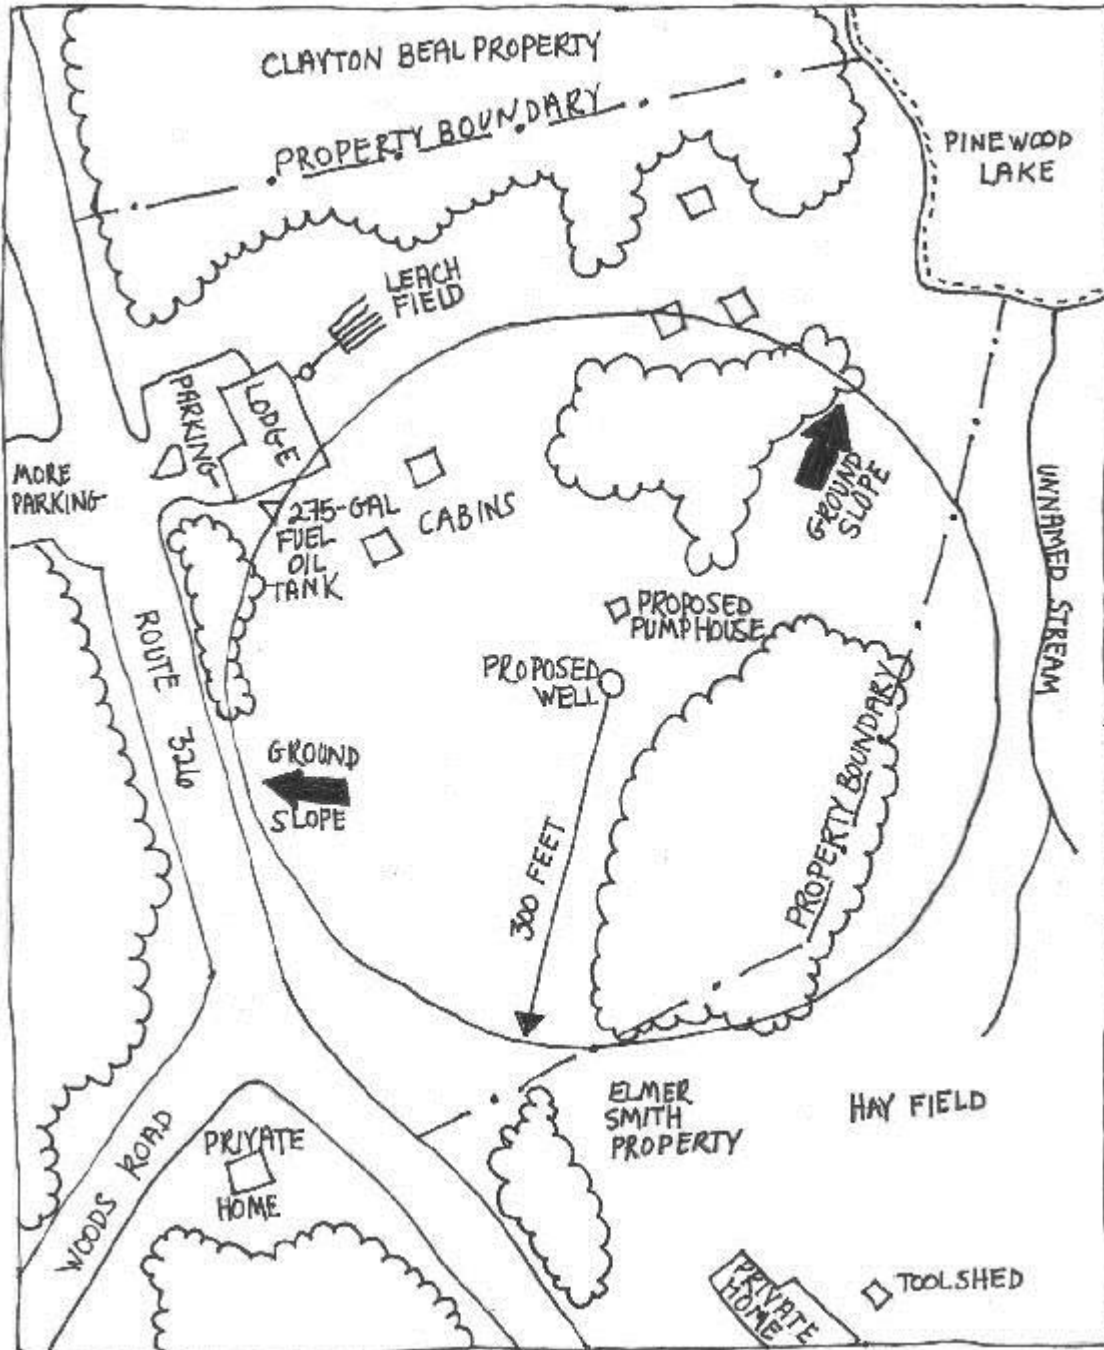 CLAYTON BEAL PROPERTY
PROPERTY BOUNDARY
PINEWOOD
LAKE
LEACH
FIELD
PARKING
LODGE
MORE
PARKING
275-GAL
FUEL
OIL
TANK
CABINS
GROUND
SLOPE
UNNAMED STREAM
PROPOSED
PUMPHOUSE
PROPOSED
WELL
ROUTE 326
GROUND
SLOPE
300 FEET
PROPERTY BOUNDARY
ELMER
SMITH
PROPERTY
HAY FIELD
WOODS ROAD
PRIVATE
HOME
PRIVATE
HOME
TOOLSHED